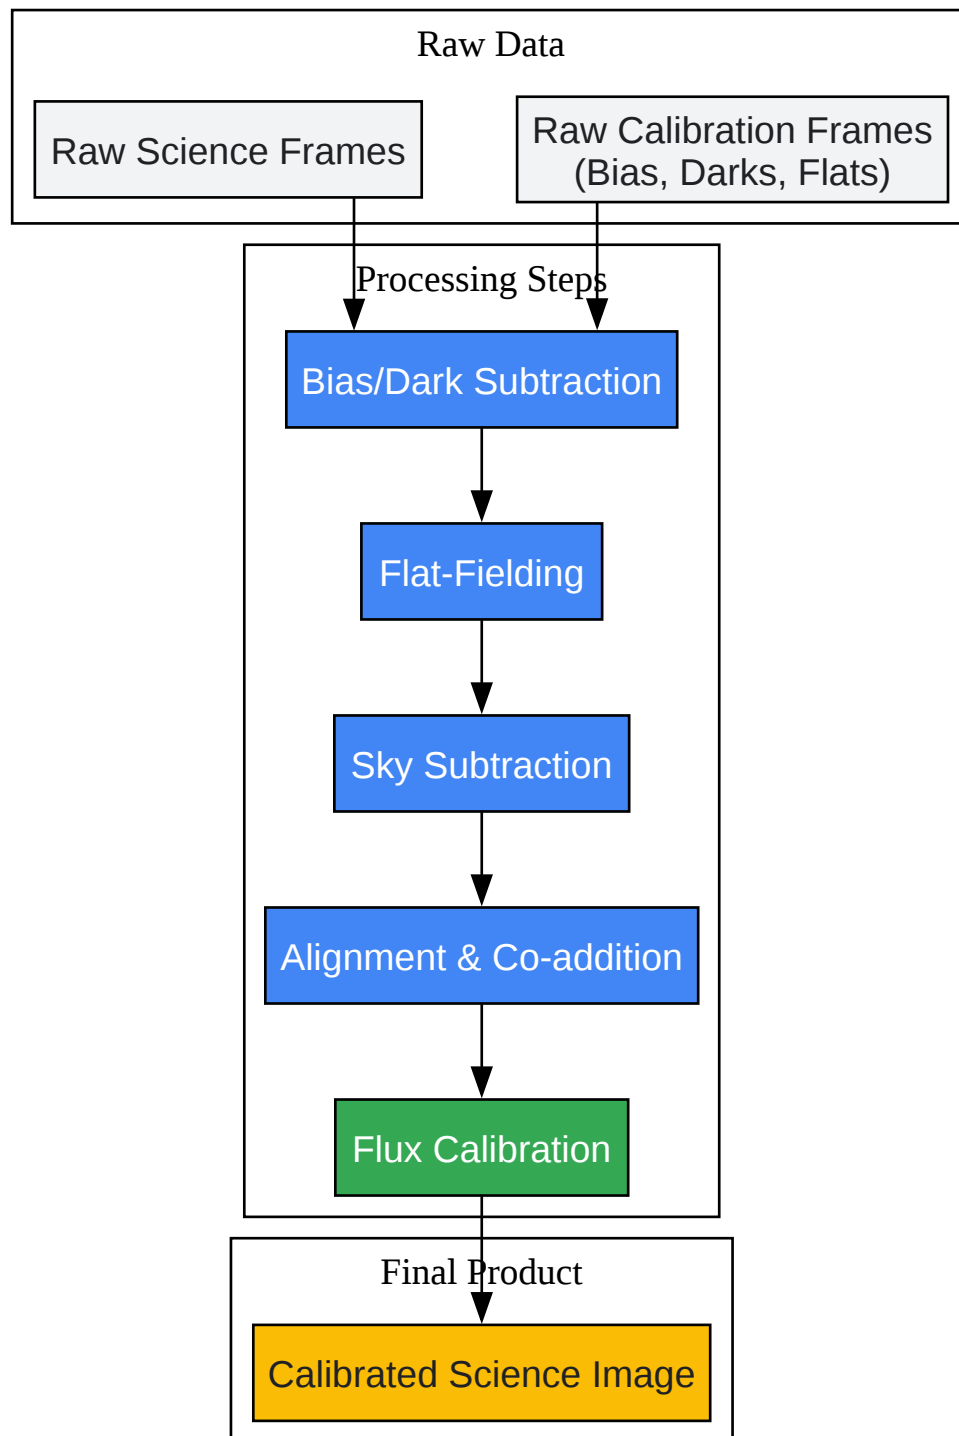 Raw Data
Raw Science Frames
Raw Calibration Frames
(Bias, Darks, Flats)
Processing Steps
Bias/Dark Subtraction
Flat-Fielding
Sky Subtraction
Alignment & Co-addition
Flux Calibration
Final Product
Calibrated Science Image